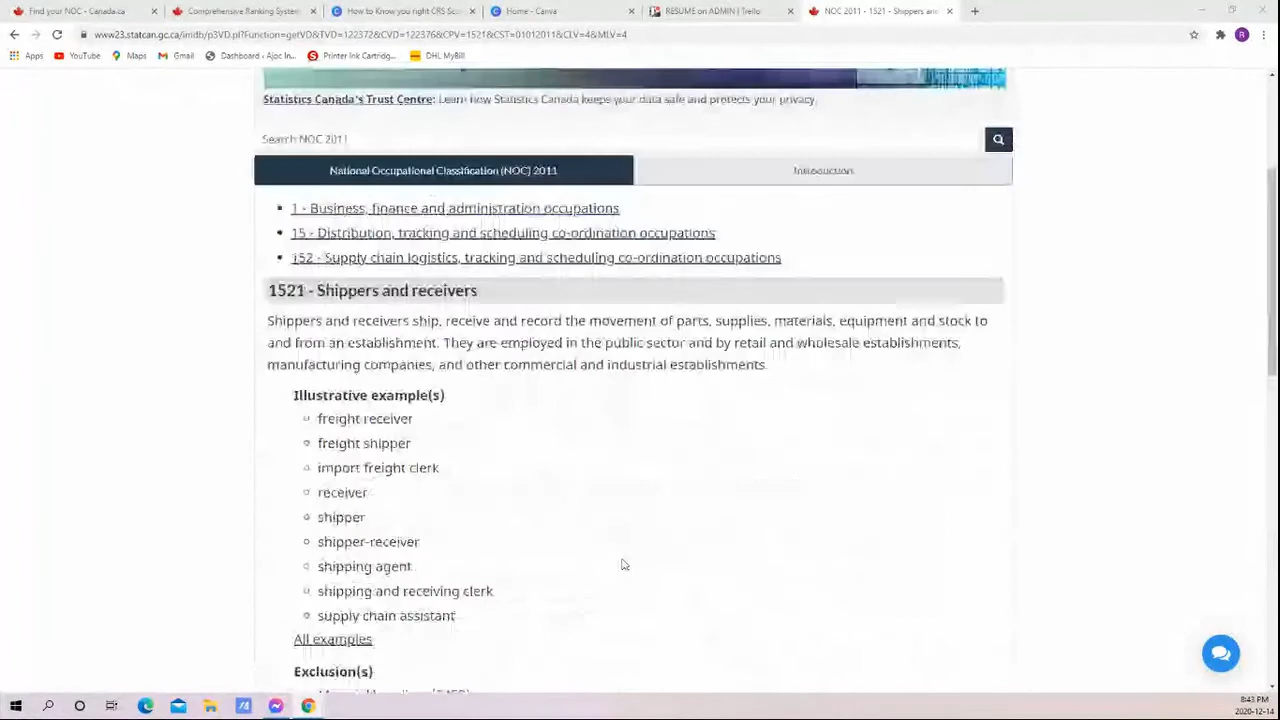 Find your NOC - Canada.ca
Comprehensive Ranking System
How to Know you right CRS Sc
Home - Canva
RESUME on ADMIN | Trello
NOC 2011 - 1521 - Shippers and
www23.statcan.gc.ca/imdb/p3VD.pl?Function=getVD&TVD=122372&CVD=122376&CPV=1521&CST=01012011&CLV=4&MLV=4
Apps YouTube Maps Gmail Dashboard ‹ Ajoc In... Printer Ink Cartridg... DHL MyBill
Statistics Canada's Trust Centre: Learn how Statistics Canada keeps your data safe and protects your privacy.
Search NOC 2011
National Occupational Classification (NOC) 2011
Introduction
1 - Business, finance and administration occupations
15 - Distribution, tracking and scheduling co-ordination occupations
152 - Supply chain logistics, tracking and scheduling co-ordination occupations
1521 - Shippers and receivers
Shippers and receivers ship, receive and record the movement of parts, supplies, materials, equipment and stock to
and from an establishment. They are employed in the public sector and by retail and wholesale establishments,
manufacturing companies, and other commercial and industrial establishments.
Illustrative example(s)
freight receiver
freight shipper
import freight clerk
receiver
shipper
shipper-receiver
shipping agent
shipping and receiving clerk
supply chain assistant
All examples
Exclusion(s)
8:43 PM
2020-12-14